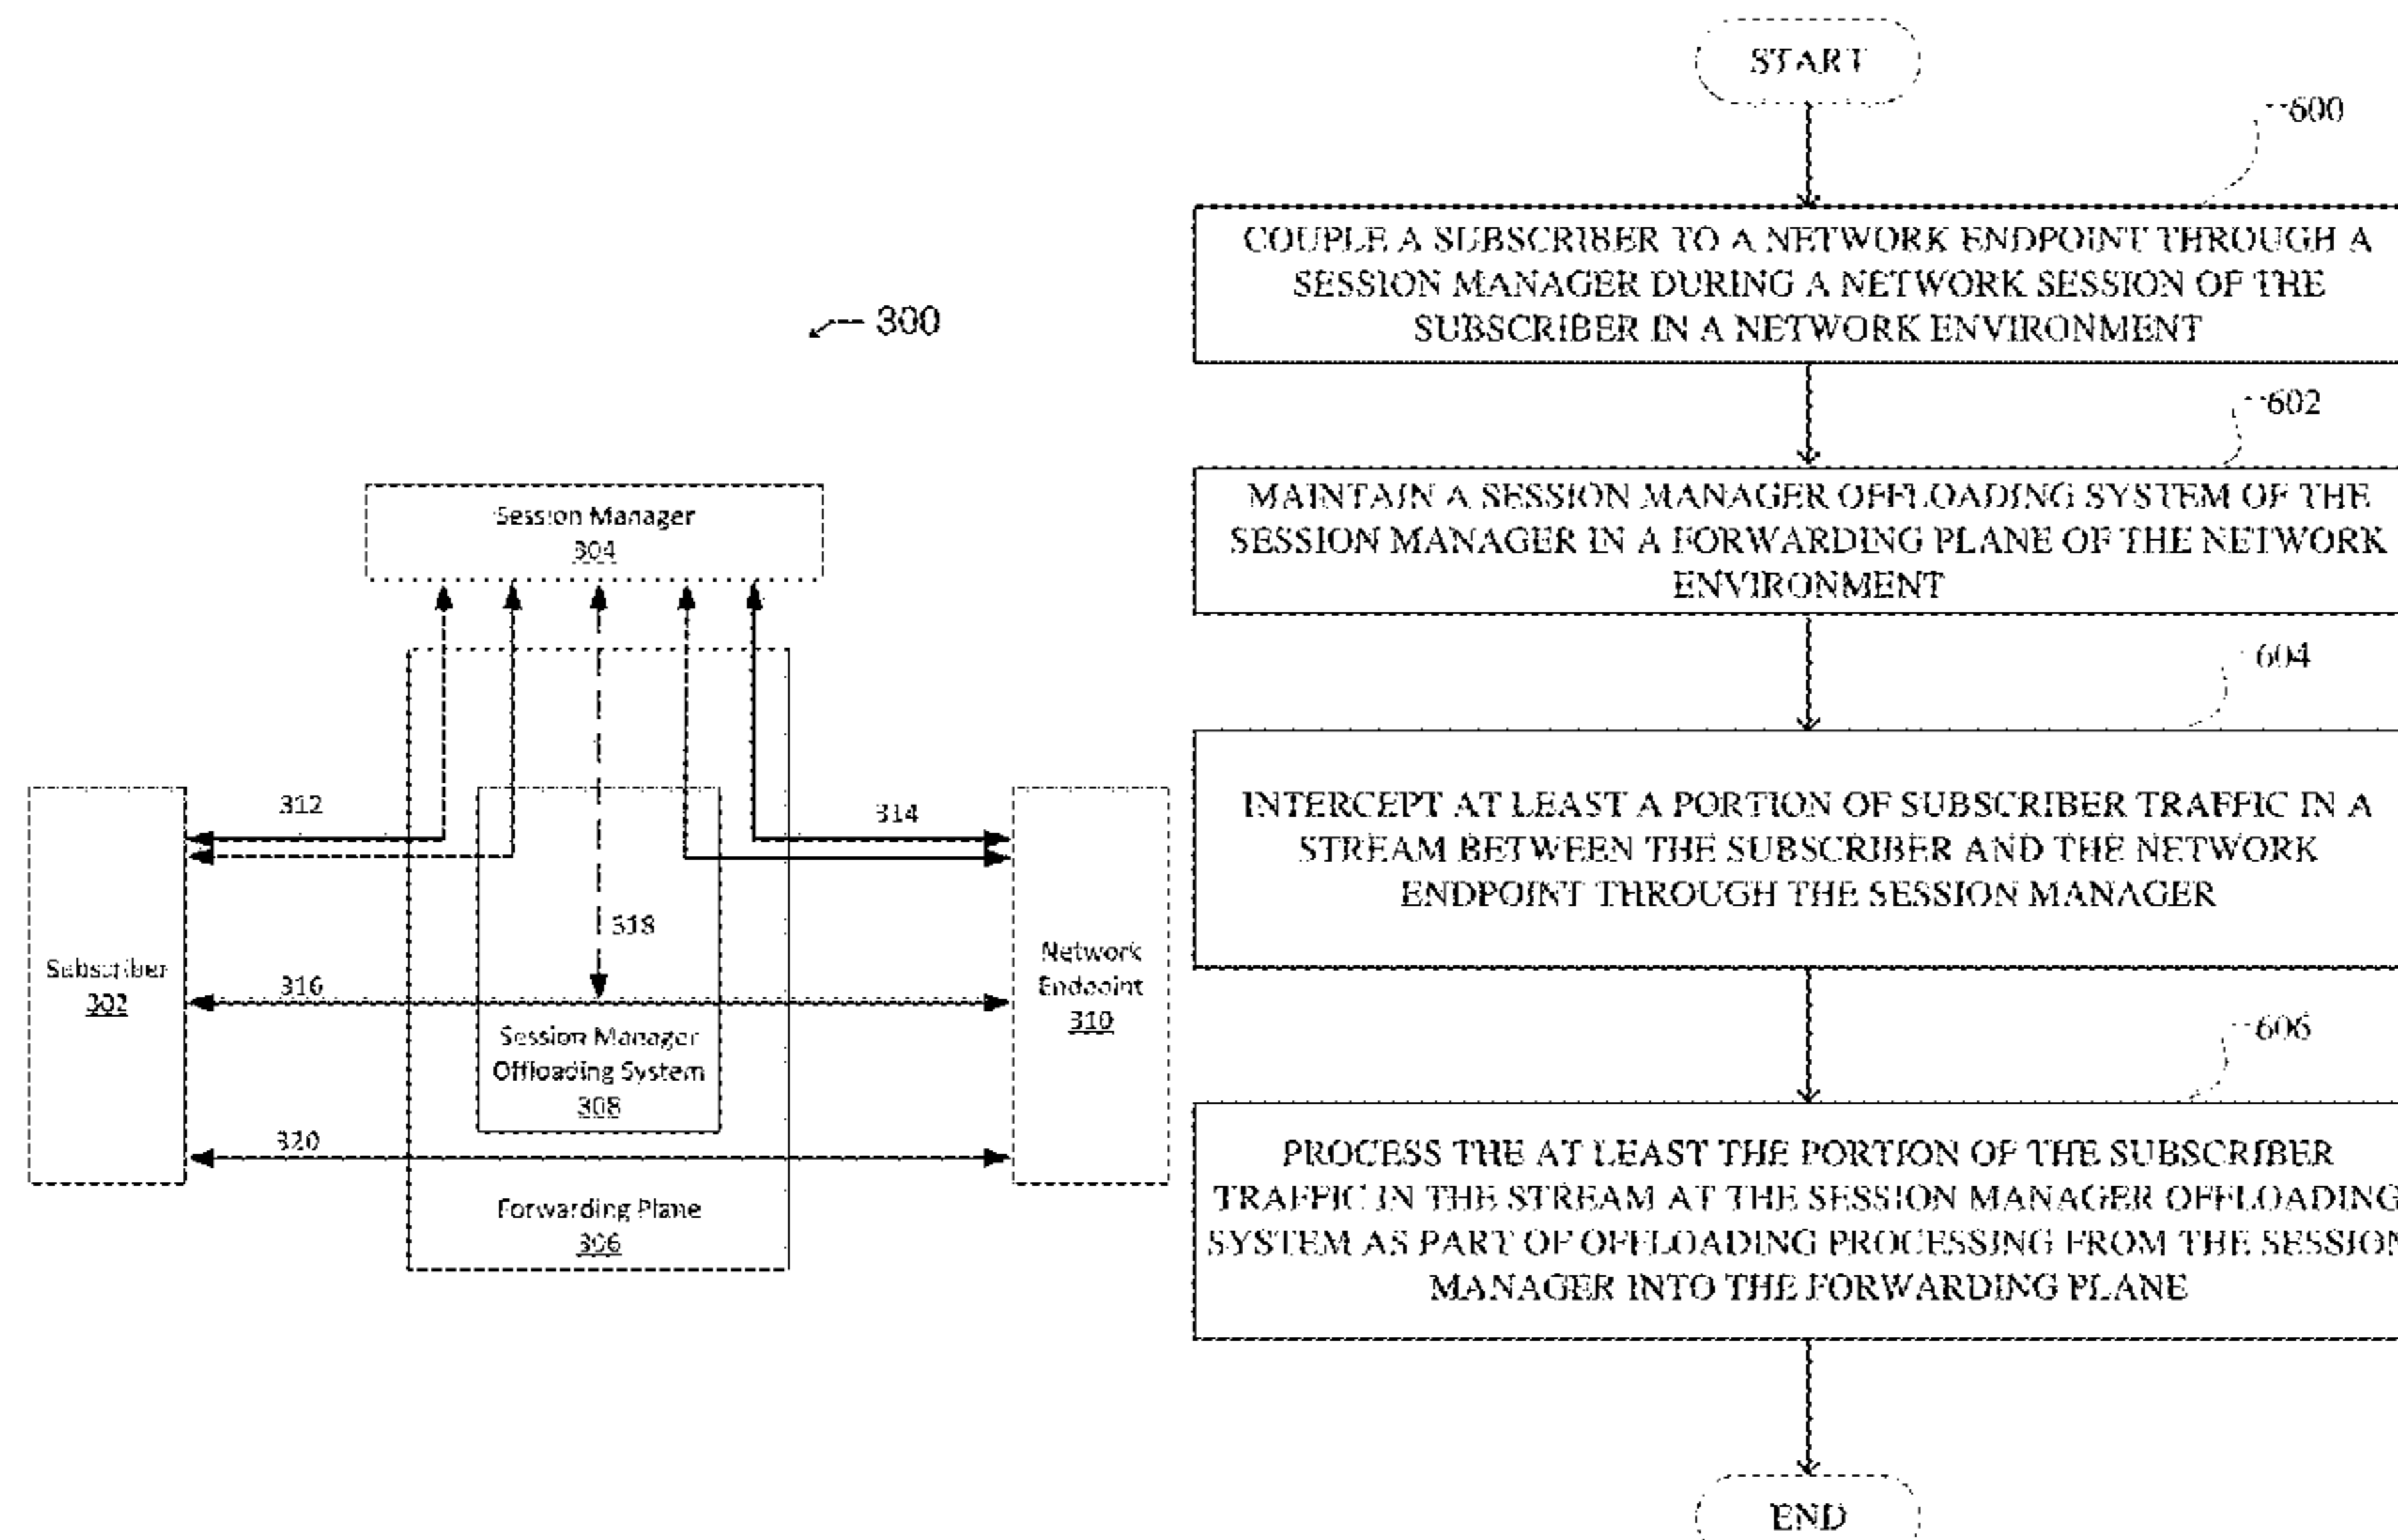 300
Session Manager
304
312
314
318
Subscriber
302
316
Network
Endpoint
310
Session Manager
Offloading System
308
320
Forwarding Plane
306
START
600
COUPLE A SUBSCRIBER TO A NETWORK ENDPOINT THROUGH A
SESSION MANAGER DURING A NETWORK SESSION OF THE
SUBSCRIBER IN A NETWORK ENVIRONMENT
602
MAINTAIN A SESSION MANAGER OFFLOADING SYSTEM OF THE
SESSION MANAGER IN A FORWARDING PLANE OF THE NETWORK
ENVIRONMENT
604
INTERCEPT AT LEAST A PORTION OF SUBSCRIBER TRAFFIC IN A
STREAM BETWEEN THE SUBSCRIBER AND THE NETWORK
ENDPOINT THROUGH THE SESSION MANAGER
606
PROCESS THE AT LEAST THE PORTION OF THE SUBSCRIBER
TRAFFIC IN THE STREAM AT THE SESSION MANAGER OFFLOADING
SYSTEM AS PART OF OFFLOADING PROCESSING FROM THE SESSION
MANAGER INTO THE FORWARDING PLANE
END